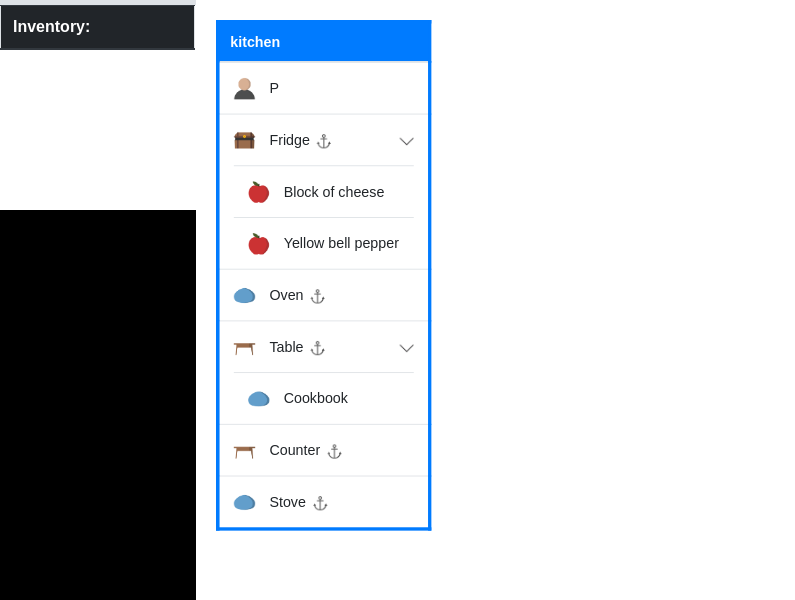 Inventory:
kitchen
P
Fridge
Block of cheese
Yellow bell pepper
Oven
Table
Cookbook
Counter
Stove